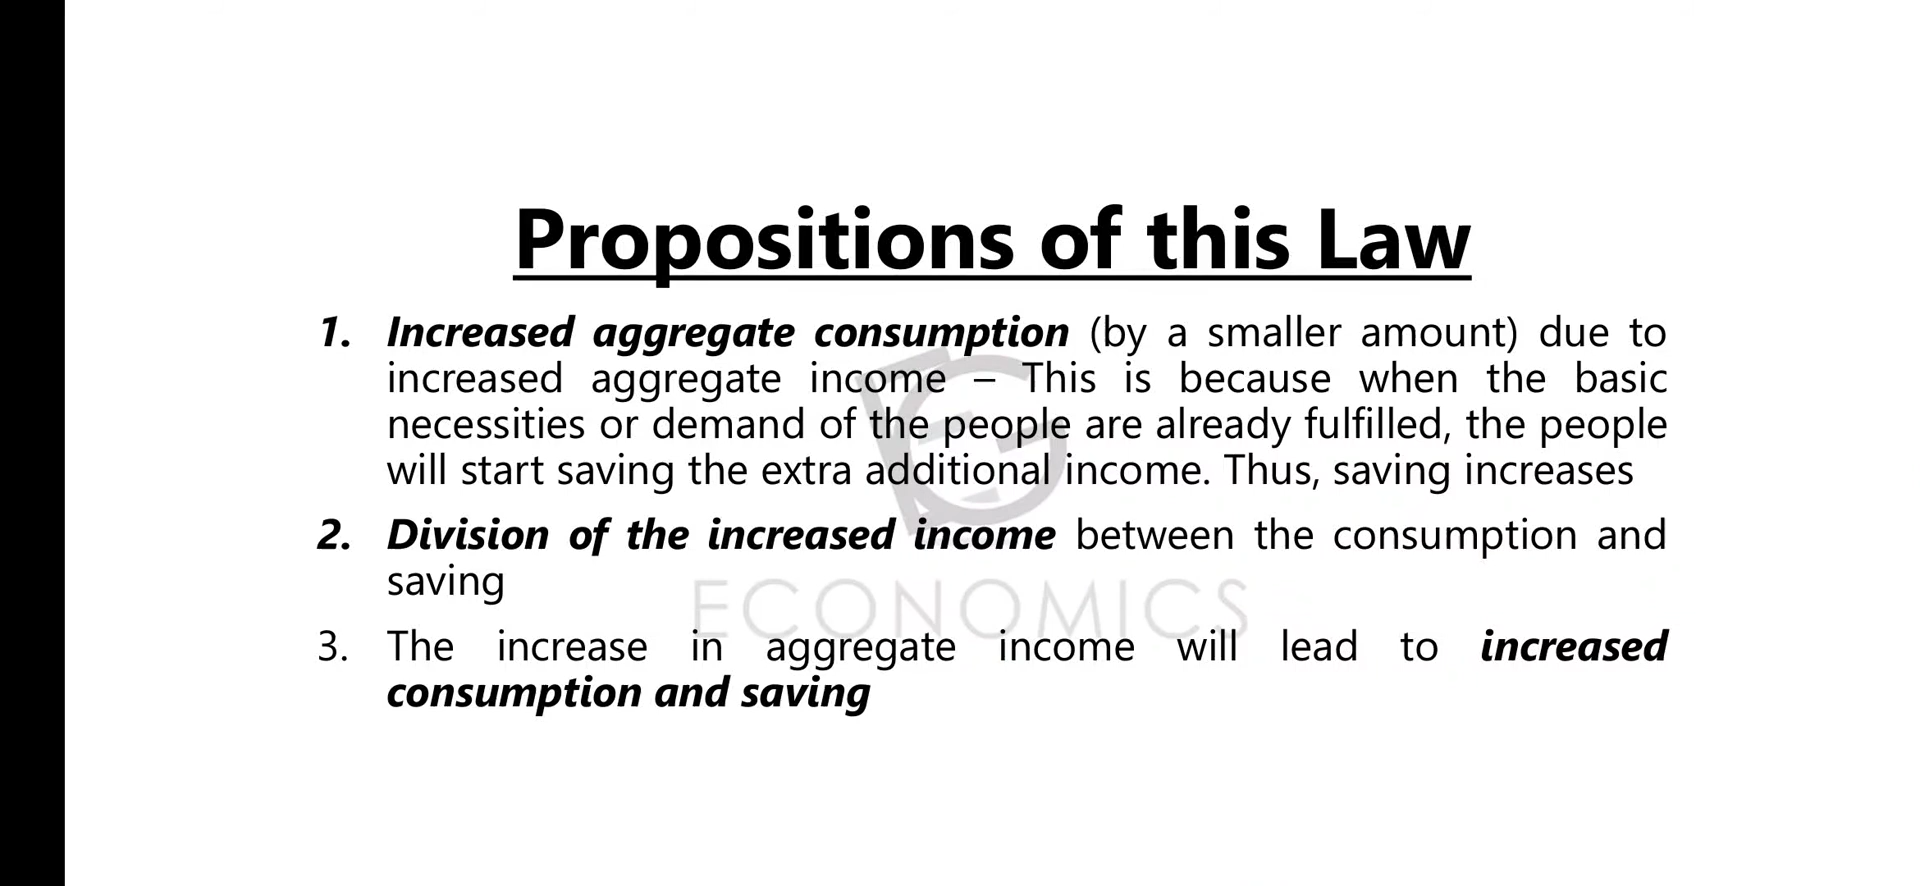 Propositions of this Law
1. Increased aggregate consumption (by a smaller amount) due to
increased aggregate income – This is because when the basic
necessities or demand of the people are already fulfilled, the people
will start saving the extra additional income. Thus, saving increases
2. Division of the increased income between the consumption and
saving
ECONOMICS
3. The increase in aggregate income will lead to increased
consumption and saving